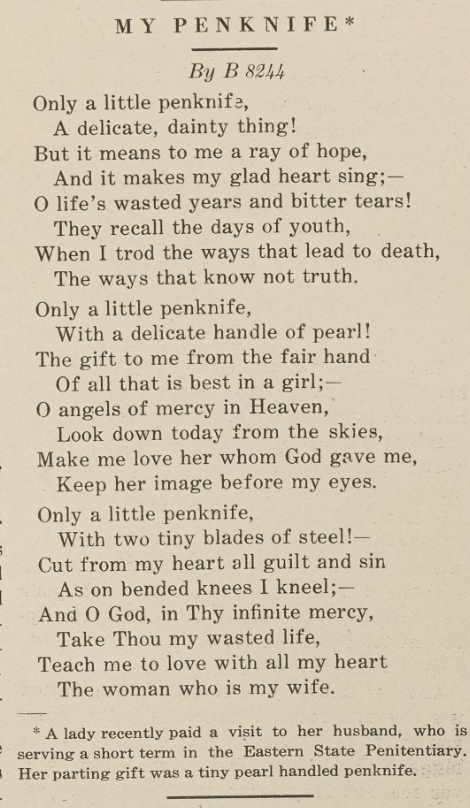 MY PENKNIFE*
By B 8244
Only a little penknife,
A delicate, dainty thing!
But it means to me a ray of hope,
And it makes my glad heart sing;—
O life's wasted years and bitter tears!
They recall the days of youth,
When I trod the ways that lead to death,
The ways that know not truth.
Only a little penknife,
With a delicate handle of pearl!
The gift to me from the fair hand
Of all that is best in a girl;—
O angels of mercy in Heaven,
Look down today from the skies,
Make me love her whom God gave me,
Keep her image before my eyes.
Only a little penknife,
With two tiny blades of steel!—
Cut from my heart all guilt and sin
As on bended knees I kneel;—
And O God, in Thy infinite mercy,
Take Thou my wasted life,
Teach me to love with all my heart
The woman who is my wife.
* A lady recently paid a visit to her husband, who is
serving a short term in the Eastern State Penitentiary.
Her parting gift was a tiny pearl handled penknife.